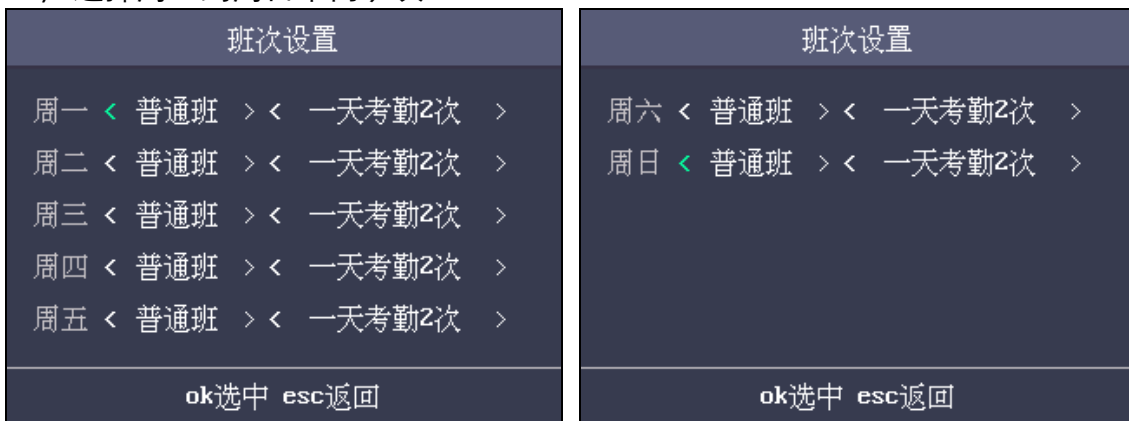 班次设置
周一 < 普通班 > < 一天考勤2次 >
周二 < 普通班 > < 一天考勤2次 >
周三 < 普通班 > < 一天考勤2次 >
周四 < 普通班 > < 一天考勤2次 >
周五 < 普通班 > < 一天考勤2次 >
ok选中 esc返回
班次设置
周六 < 普通班 > < 一天考勤2次 >
周日 < 普通班 > < 一天考勤2次 >
ok选中 esc返回